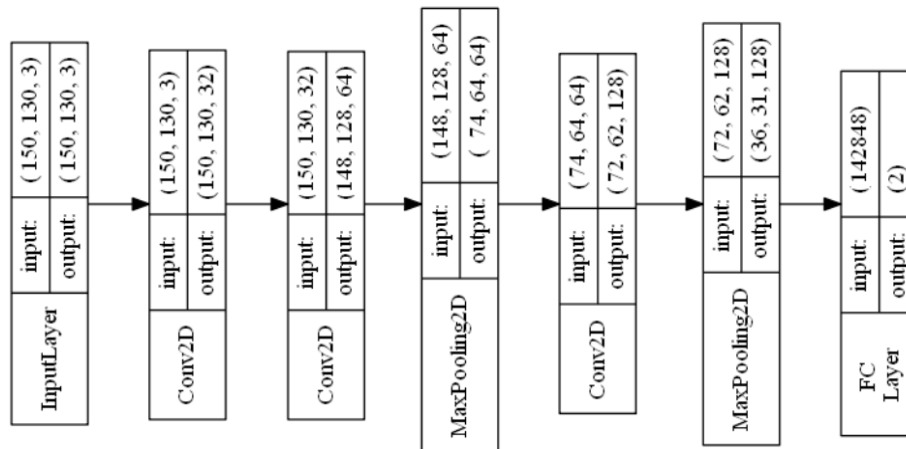 InputLayer
input:
(150, 130, 3)
output:
(150, 130, 3)
Conv2D
input:
(150, 130, 3)
output:
(150, 130, 32)
Conv2D
input:
(150, 130, 32)
output:
(148, 128, 64)
MaxPooling2D
input:
(148, 128, 64)
output:
( 74, 64, 64)
Conv2D
input:
(74, 64, 64)
output:
(72, 62, 128)
MaxPooling2D
input:
(72, 62, 128)
output:
(36, 31, 128)
FC
Layer
input:
(142848)
output:
(2)